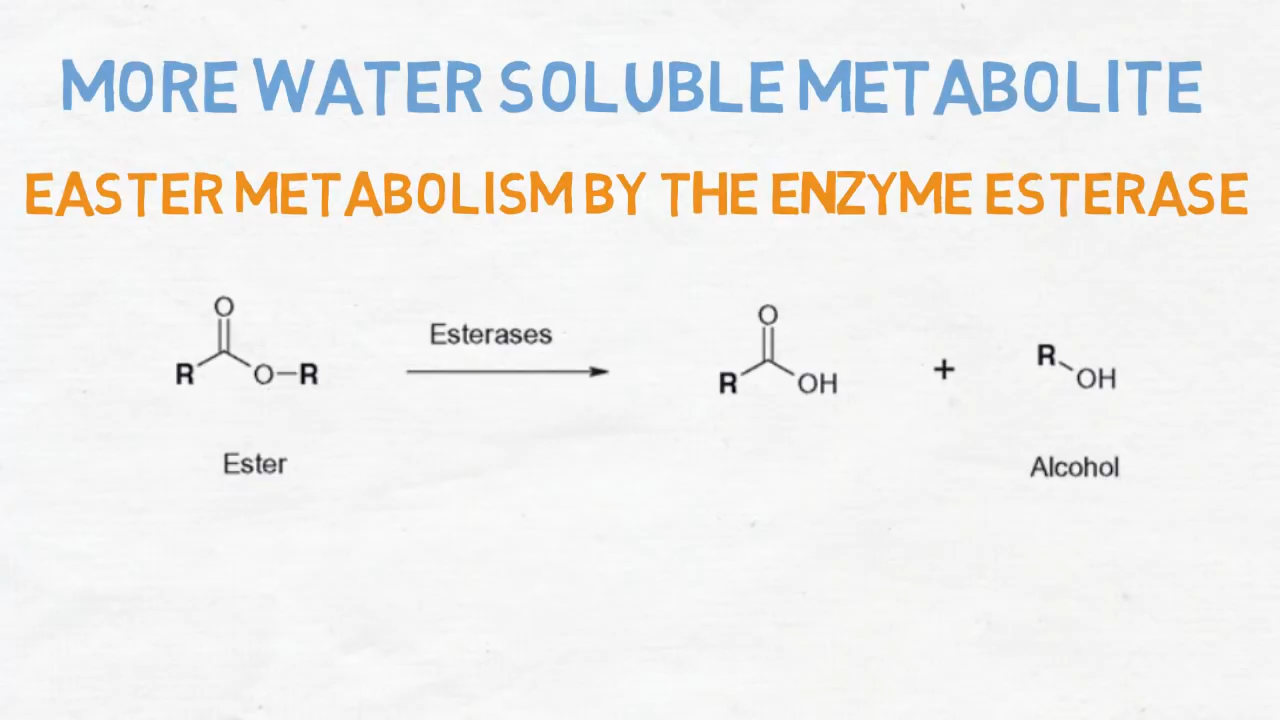 MORE WATER SOLUBLE METABOLITE
EASTER METABOLISM BY THE ENZYME ESTERASE
O
R O–R
Esterases
O
R OH
+
R OH
Ester
Alcohol